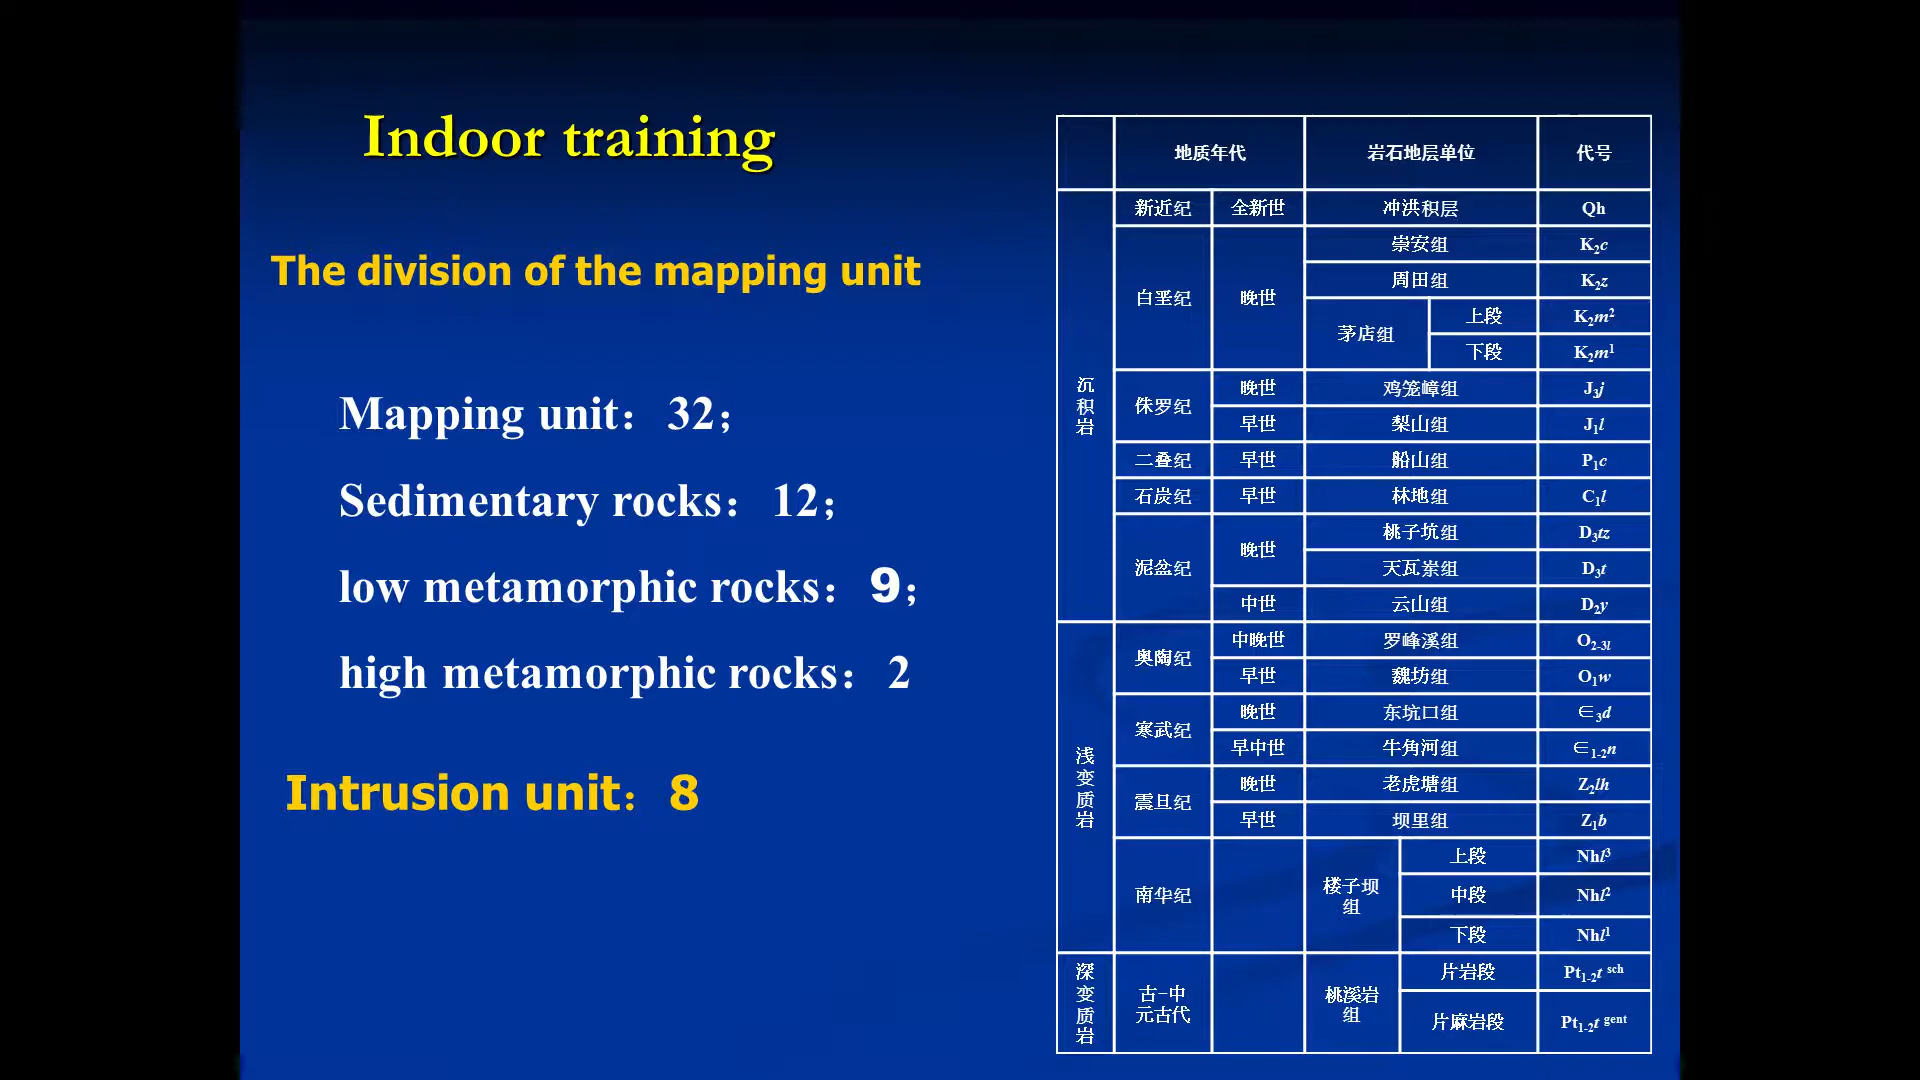 Indoor training
The division of the mapping unit
Mapping unit：32；
Sedimentary rocks：12；
low metamorphic rocks：9；
high metamorphic rocks：2
Intrusion unit：8
地质年代 岩石地层单位 代号
沉积岩
新近纪 全新世 冲洪积层 Qh
白垩纪 晚世 崇安组 K2c
周田组 K2z
茅店组 上段 K2m2
下段 K2m1
侏罗纪 晚世 鸡笼嶂组 J3j
早世 梨山组 J1l
二叠纪 早世 船山组 P1c
石炭纪 早世 林地组 C1l
泥盆纪 晚世 桃子坑组 D3tz
天瓦岽组 D3t
中世 云山组 D2y
浅变质岩
奥陶纪 中晚世 罗峰溪组 O2-3l
早世 魏坊组 O1w
寒武纪 晚世 东坑口组 ∈3d
早中世 牛角河组 ∈1-2n
震旦纪 晚世 老虎塘组 Z2lh
早世 坝里组 Z1b
南华纪 楼子坝组 上段 Nhl3
中段 Nhl2
下段 Nhl1
深变质岩
古-中元古代 桃溪岩组 片岩段 Pt1-2t sch
片麻岩段 Pt1-2t gent